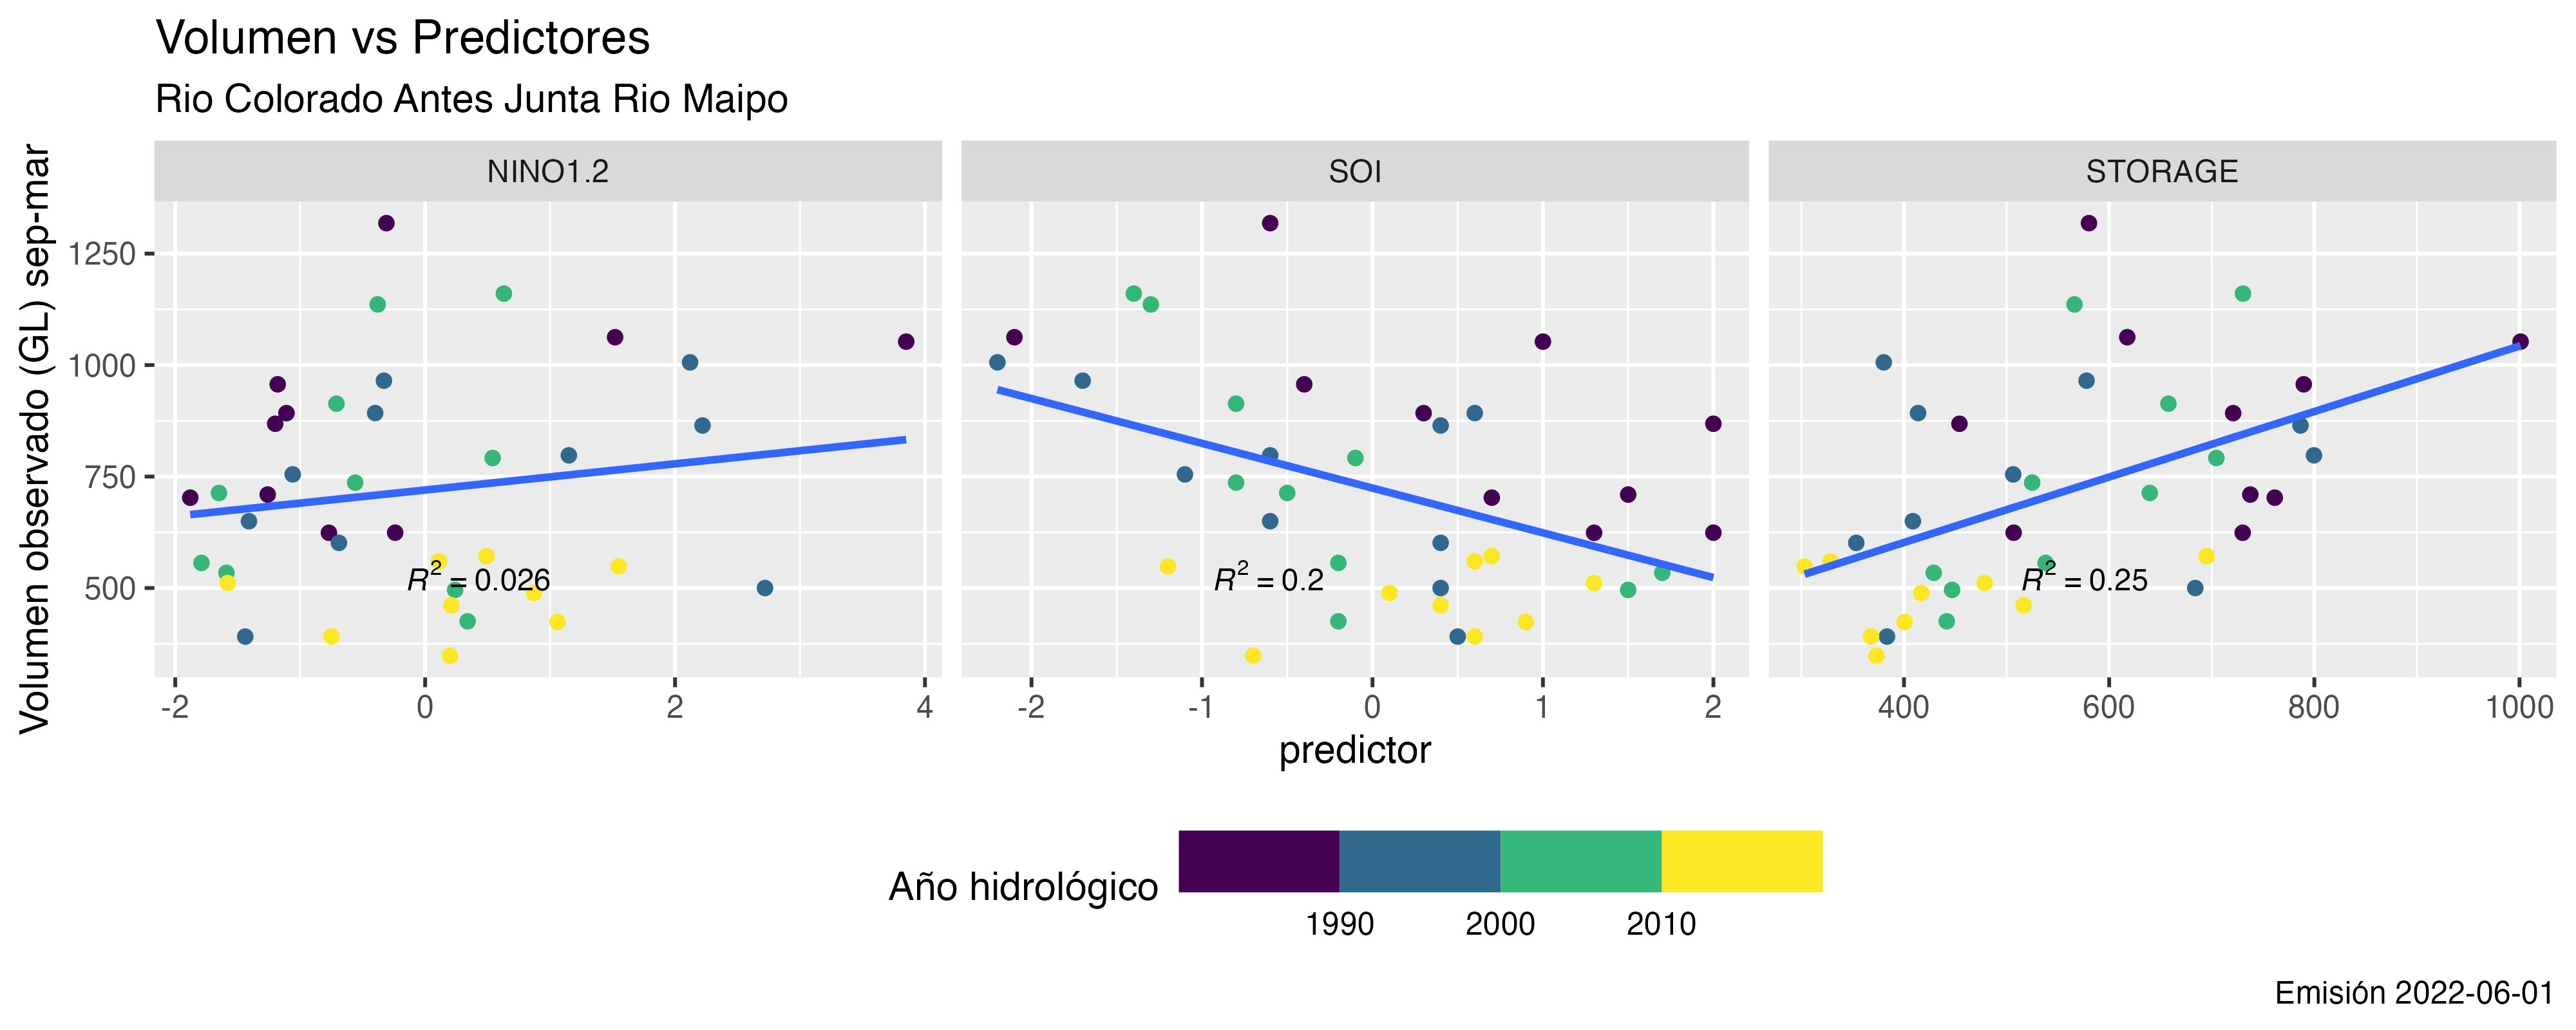 Volumen vs Predictores
Rio Colorado Antes Junta Rio Maipo
Volumen observado (GL) sep-mar
NINO1.2
SOI
STORAGE
1250
1000
750
500
R² = 0.026
R² = 0.2
R² = 0.25
-2 0 2 4
-2 -1 0 1 2
400 600 800 1000
predictor
Año hidrológico
1990 2000 2010
Emisión 2022-06-01